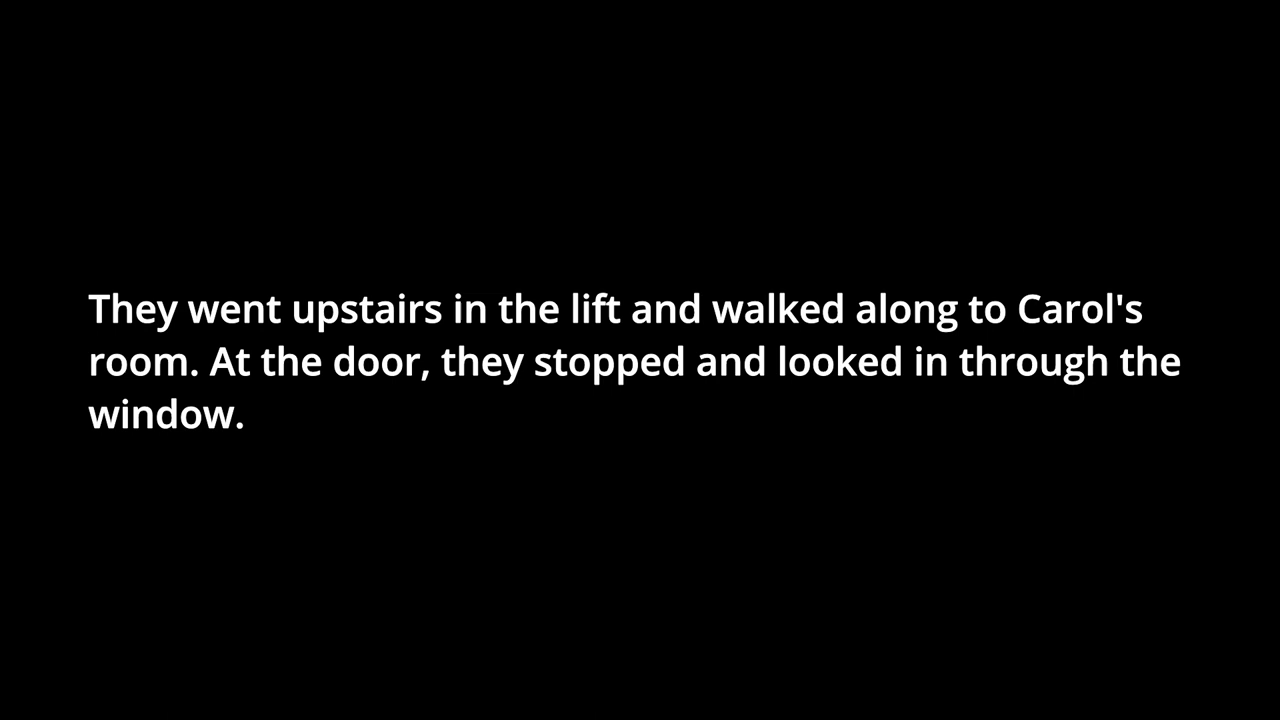 They went upstairs in the lift and walked along to Carol's
room. At the door, they stopped and looked in through the
window.